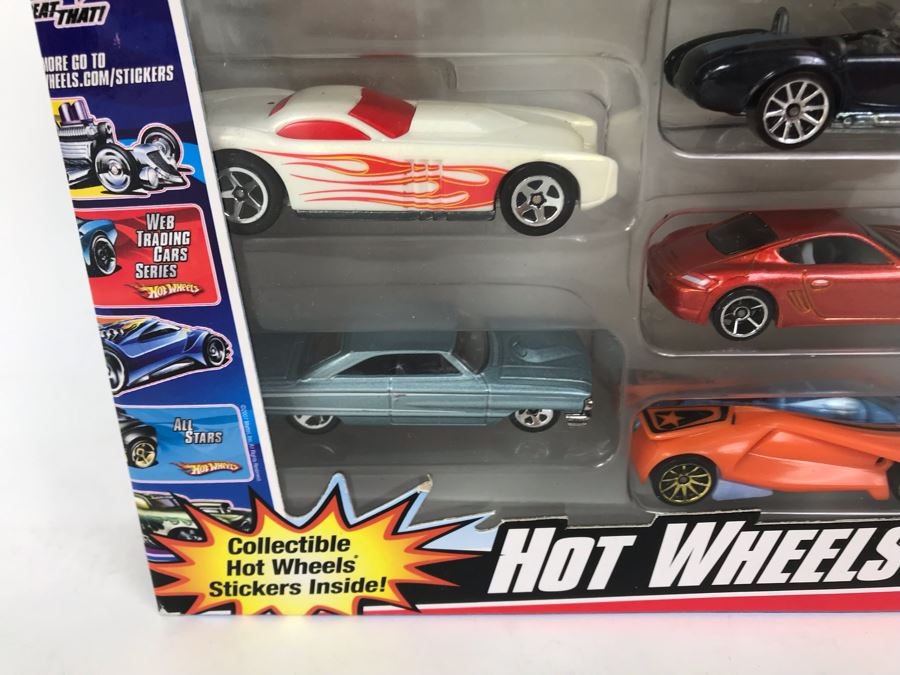 EAT THAT!
MORE GO TO
WHEELS.COM/STICKERS
WEB
TRADING
CARS
SERIES
HOT WHEELS
ALL
STARS
HOT WHEELS
Collectible
Hot Wheels®
Stickers Inside!
HOT WHEELS